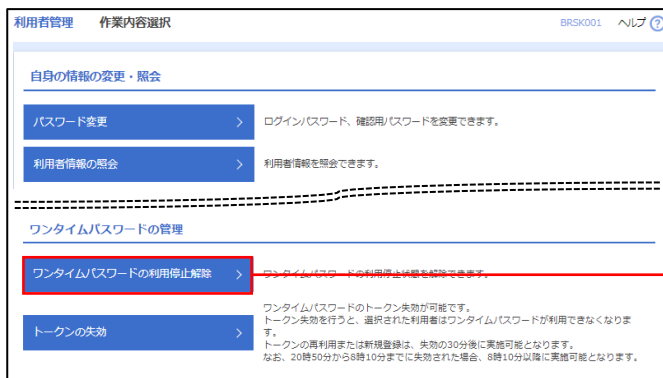 利用者管理 作業内容選択 BRSK001 ヘルプ ?
自身の情報の変更・照会
パスワード変更 ログインパスワード、確認用パスワードを変更できます。
利用者情報の照会 利用者情報を照会できます。
ワンタイムパスワードの管理
ワンタイムパスワードの利用停止解除 ワンタイムパスワードの利用停止状態を解除できます。
ワンタイムパスワードのトークン失効が可能です。
トークン失効を行うと、選択された利用者はワンタイムパスワードが利用できなくなりま
トークンの失効 す。
トークンの再利用または新規登録は、失効の30分後に実施可能となります。
なお、20時50分から8時10分までに失効された場合、8時10分以降に実施可能となります。